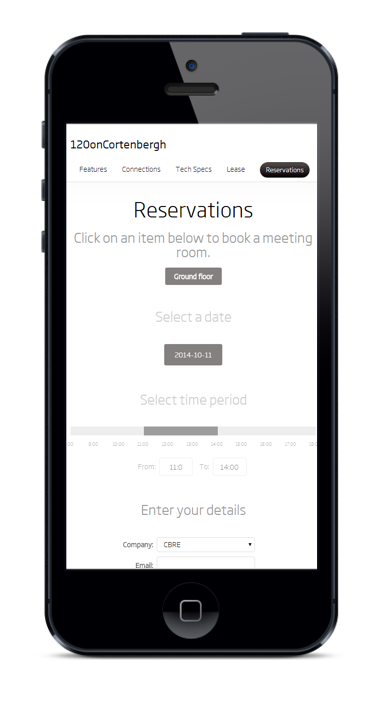 120onCortenbergh
Features Connections Tech Specs Lease Reservations
Reservations
Click on an item below to book a meeting
room.
Ground floor
Select a date
2014-10-11
Select time period
:00 9:00 10:00 11:00 12:00 13:00 14:00 15:00 16:00 17:00 18:
From: 11:0 To: 14:00
Enter your details
Company: CBRE
Email: